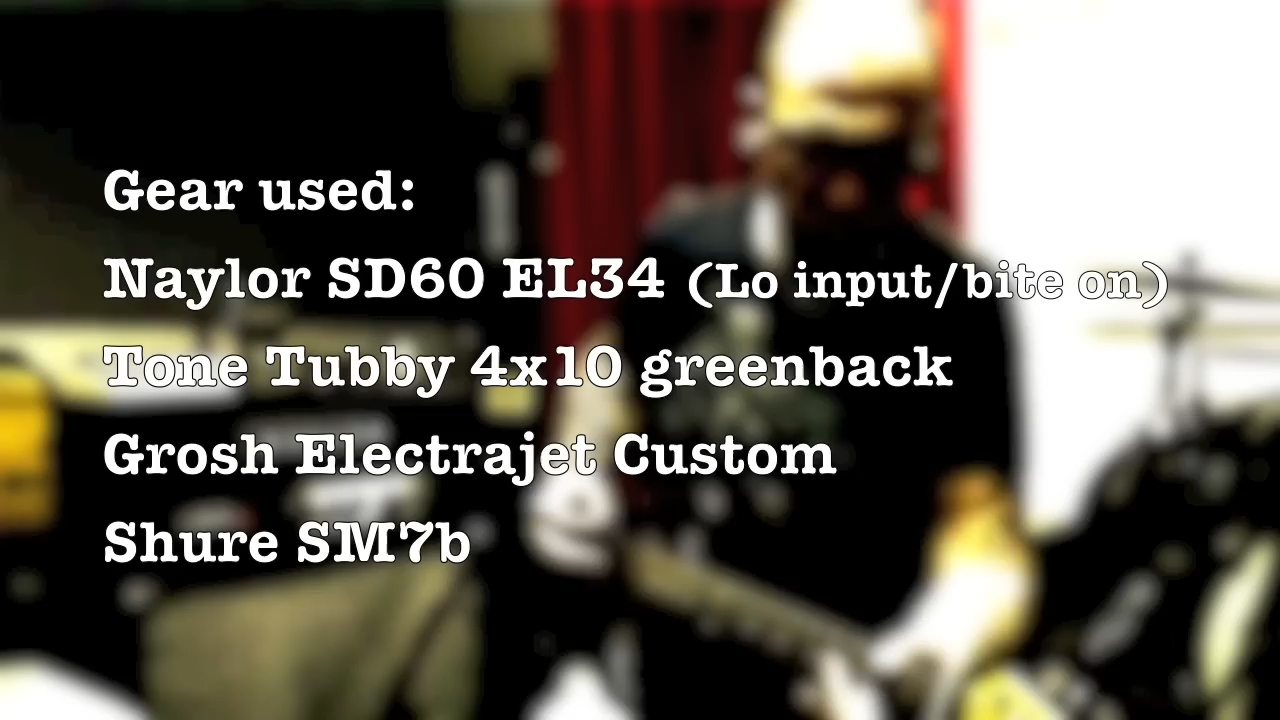 Gear used:
Naylor SD60 EL34 (Lo input/bite on)
Tone Tubby 4x10 greenback
Grosh Electrajet Custom
Shure SM7b